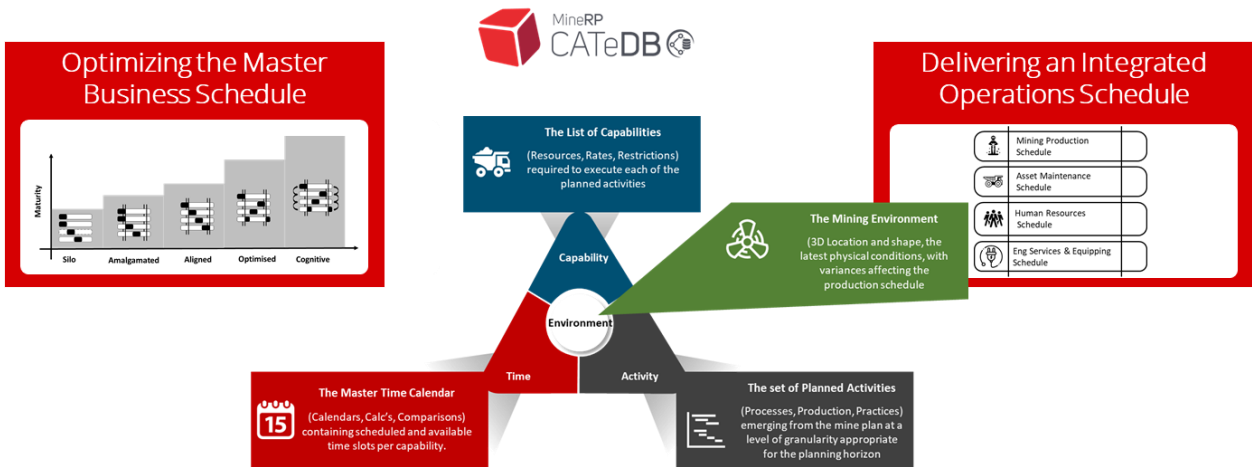 MineRP
CATeDB
Optimizing the Master
Business Schedule
Maturity
Silo
Amalgamated
Aligned
Optimised
Cognitive
The List of Capabilities
(Resources, Rates, Restrictions)
required to execute each of the
planned activities
Delivering an Integrated
Operations Schedule
Mining Production
Schedule
Asset Maintenance
Schedule
Human Resources
Schedule
Eng Services & Equipping
Schedule
The Mining Environment
(3D Location and shape, the
latest physical conditions, with
variances affecting the
production schedule
Capability
Environment
Time
Activity
The Master Time Calendar
(Calendars, Calc's, Comparisons)
containing scheduled and available
time slots per capability.
15
The set of Planned Activities
(Processes, Production, Practices)
emerging from the mine plan at a
level of granularity appropriate
for the planning horizon